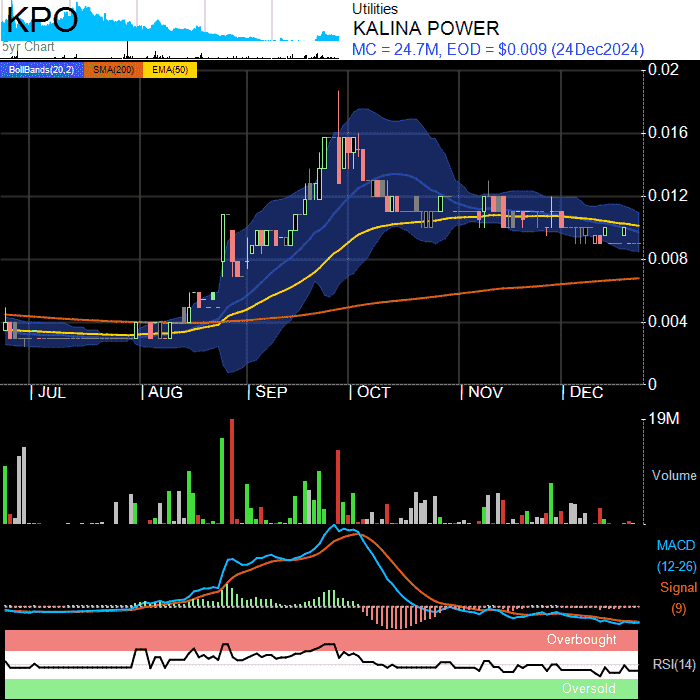 KPO
5yr Chart
Utilities
KALINA POWER
MC = 24.7M, EOD = $0.009 (24Dec2024)
BollBands(20,2) SMA(200) EMA(50)
0.02
0.016
0.012
0.008
0.004
0
| JUL | AUG | SEP | OCT | NOV | DEC
19M
Volume
MACD
(12-26)
Signal
(9)
Overbought
RSI(14)
Oversold